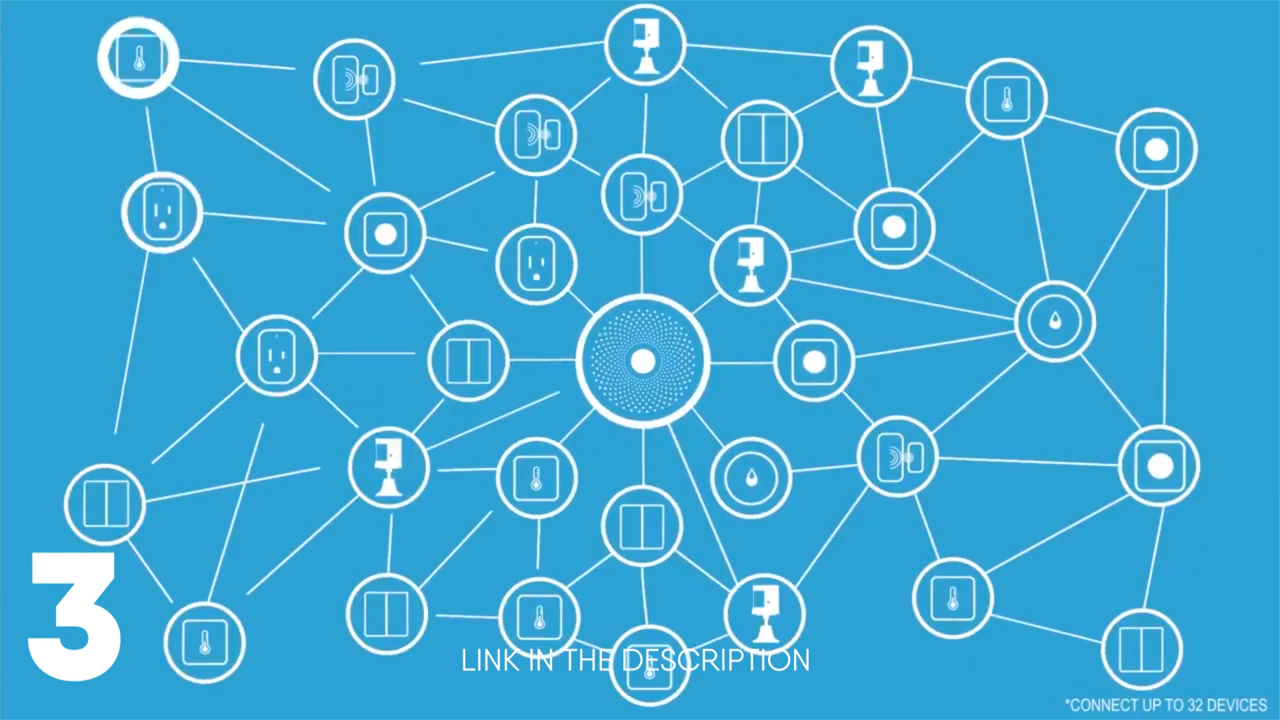 3
LINK IN THE DESCRIPTION
*CONNECT UP TO 32 DEVICES